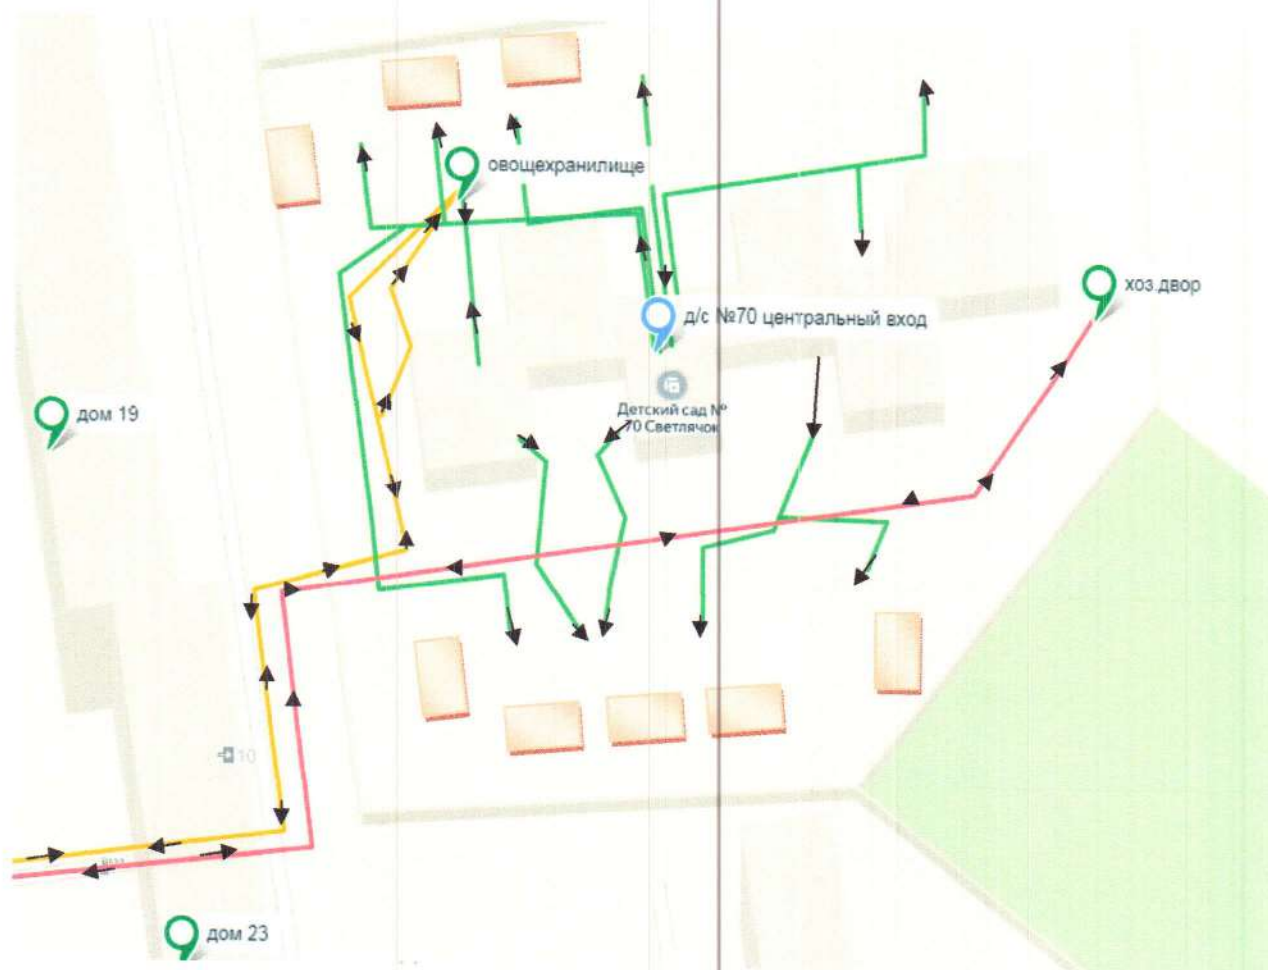 овощехранилище
хоз.двор
д/с №70 центральный вход
Детский сад №
70 Светлячок
дом 19
10
дом 23